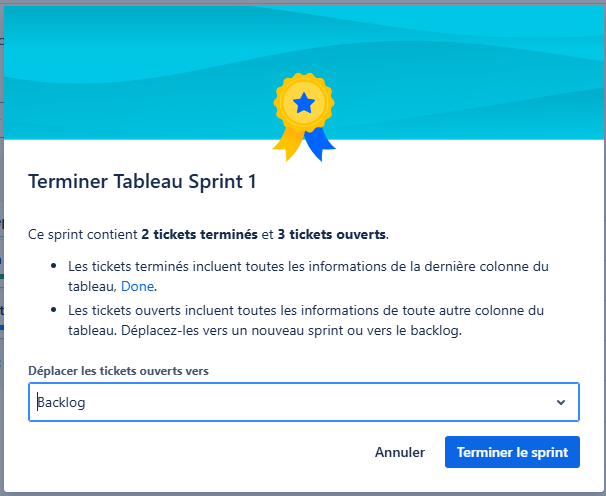 Terminer Tableau Sprint 1
Ce sprint contient 2 tickets terminés et 3 tickets ouverts.
• Les tickets terminés incluent toutes les informations de la dernière colonne du
tableau, Done.
• Les tickets ouverts incluent toutes les informations de toute autre colonne du
tableau. Déplacez-les vers un nouveau sprint ou vers le backlog.
Déplacer les tickets ouverts vers
Backlog
Annuler
Terminer le sprint